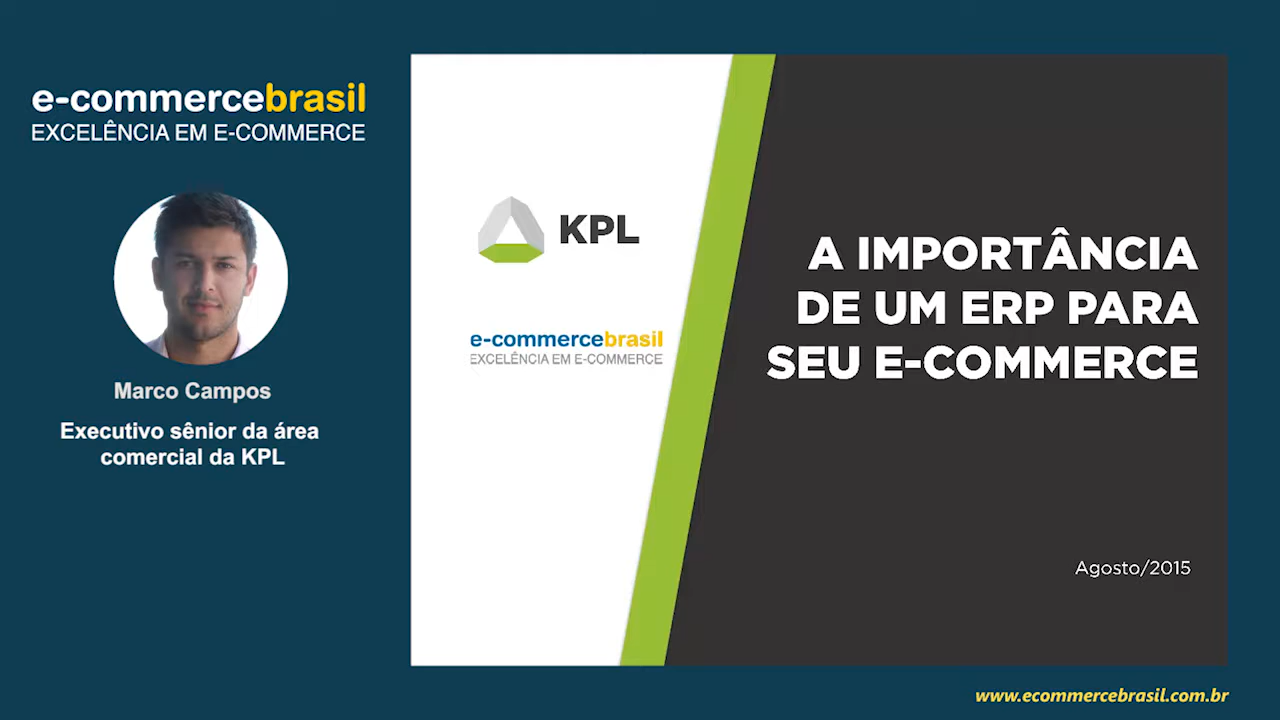 e-commercebrasil
EXCELÊNCIA EM E-COMMERCE
Marco Campos
Executivo sênior da área
comercial da KPL
KPL
e-commercebrasil
EXCELÊNCIA EM E-COMMERCE
A IMPORTÂNCIA
DE UM ERP PARA
SEU E-COMMERCE
Agosto/2015
www.ecommercebrasil.com.br